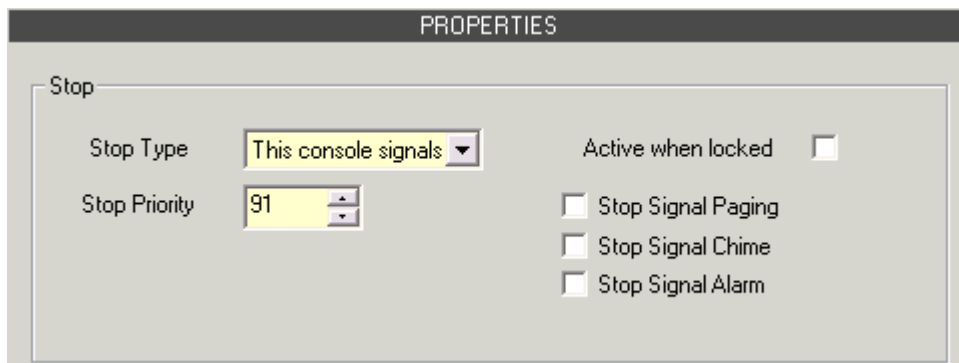 PROPERTIES
Stop
Stop Type This console signals Active when locked
Stop Priority 91 Stop Signal Paging
Stop Signal Chime
Stop Signal Alarm